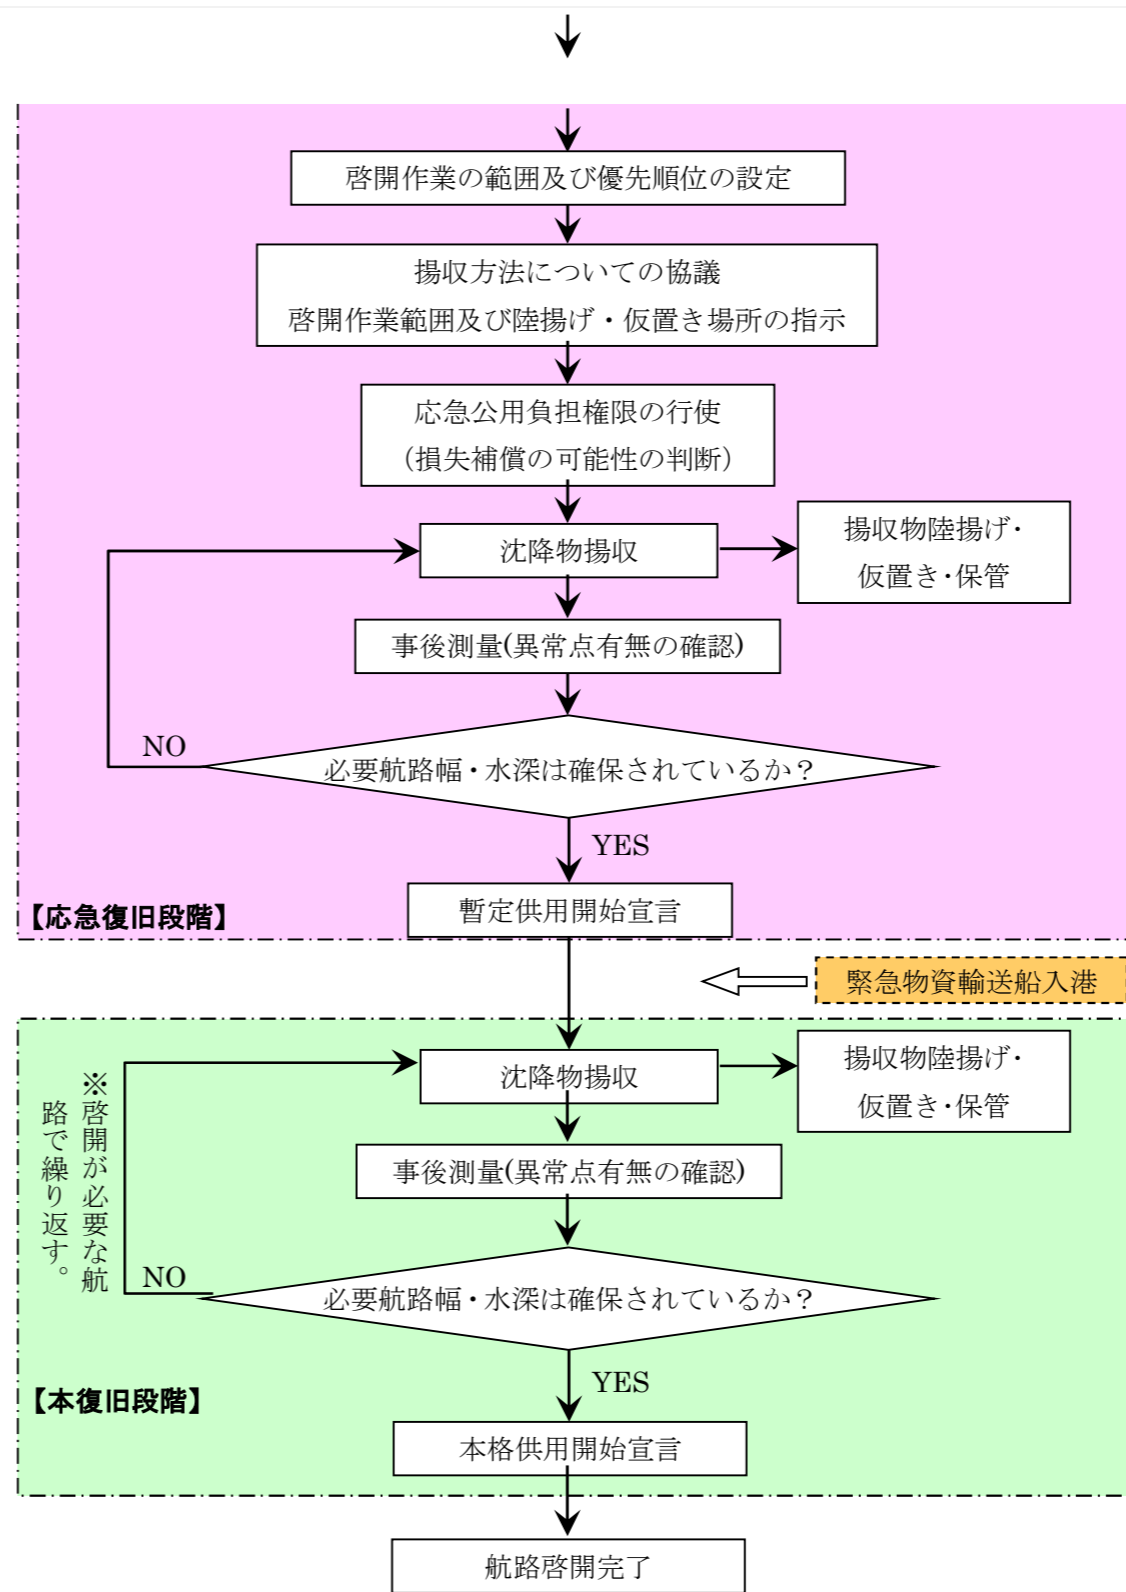 啓開作業の範囲及び優先順位の設定
揚収方法についての協議
啓開作業範囲及び陸揚げ・仮置き場所の指示
応急公用負担権限の行使
（損失補償の可能性の判断）
沈降物揚収
揚収物陸揚げ・
仮置き・保管
事後測量(異常点有無の確認)
NO
必要航路幅・水深は確保されているか？
YES
暫定供用開始宣言
【応急復旧段階】
緊急物資輸送船入港
沈降物揚収
揚収物陸揚げ・
仮置き・保管
※啓開が必要な航
路で繰り返す。
事後測量(異常点有無の確認)
NO
必要航路幅・水深は確保されているか？
YES
【本復旧段階】
本格供用開始宣言
航路啓開完了